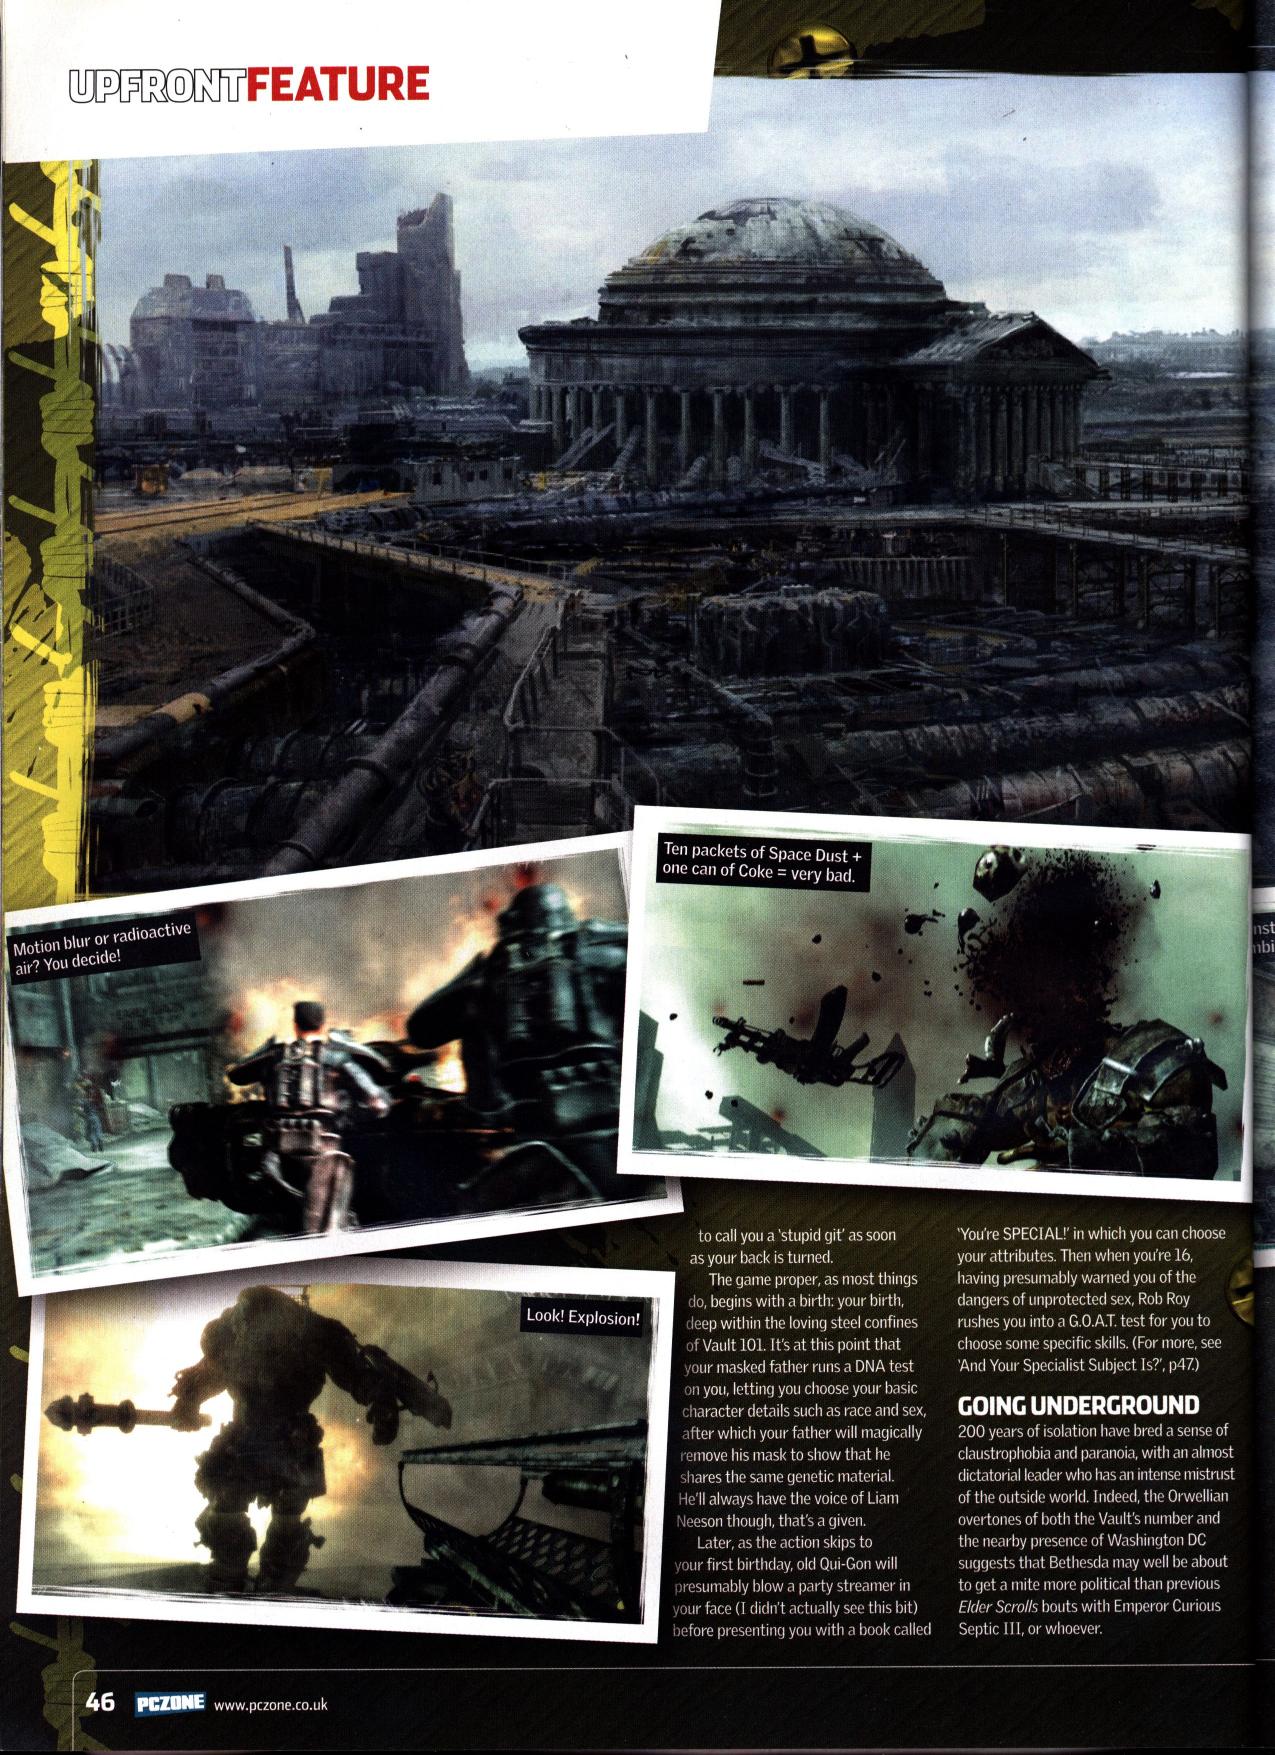 UPFRONTFEATURE
Ten packets of Space Dust +
one can of Coke = very bad.
Motion blur or radioactive
air? You decide!
Look! Explosion!
to call you a ‘stupid git’ as soon
as your back is turned.
The game proper, as most things
do, begins with a birth: your birth,
deep within the loving steel confines
of Vault 101. It’s at this point that
your masked father runs a DNA test
on you, letting you choose your basic
character details such as race and sex,
after which your father will magically
remove his mask to show that he
shares the same genetic material.
He’ll always have the voice of Liam
Neeson though, that’s a given.
Later, as the action skips to
your first birthday, old Qui-Gon will
presumably blow a party streamer in
your face (I didn’t actually see this bit)
before presenting you with a book called
‘You’re SPECIAL!’ in which you can choose
your attributes. Then when you’re 16,
having presumably warned you of the
dangers of unprotected sex, Rob Roy
rushes you into a G.O.A.T. test for you to
choose some specific skills. (For more, see
‘And Your Specialist Subject Is?’, p47.)
GOING UNDERGROUND
200 years of isolation have bred a sense of
claustrophobia and paranoia, with an almost
dictatorial leader who has an intense mistrust
of the outside world. Indeed, the Orwellian
overtones of both the Vault’s number and
the nearby presence of Washington DC
suggests that Bethesda may well be about
to get a mite more political than previous
Elder Scrolls bouts with Emperor Curious
Septic III, or whoever.
46 PCZONE www.pczone.co.uk